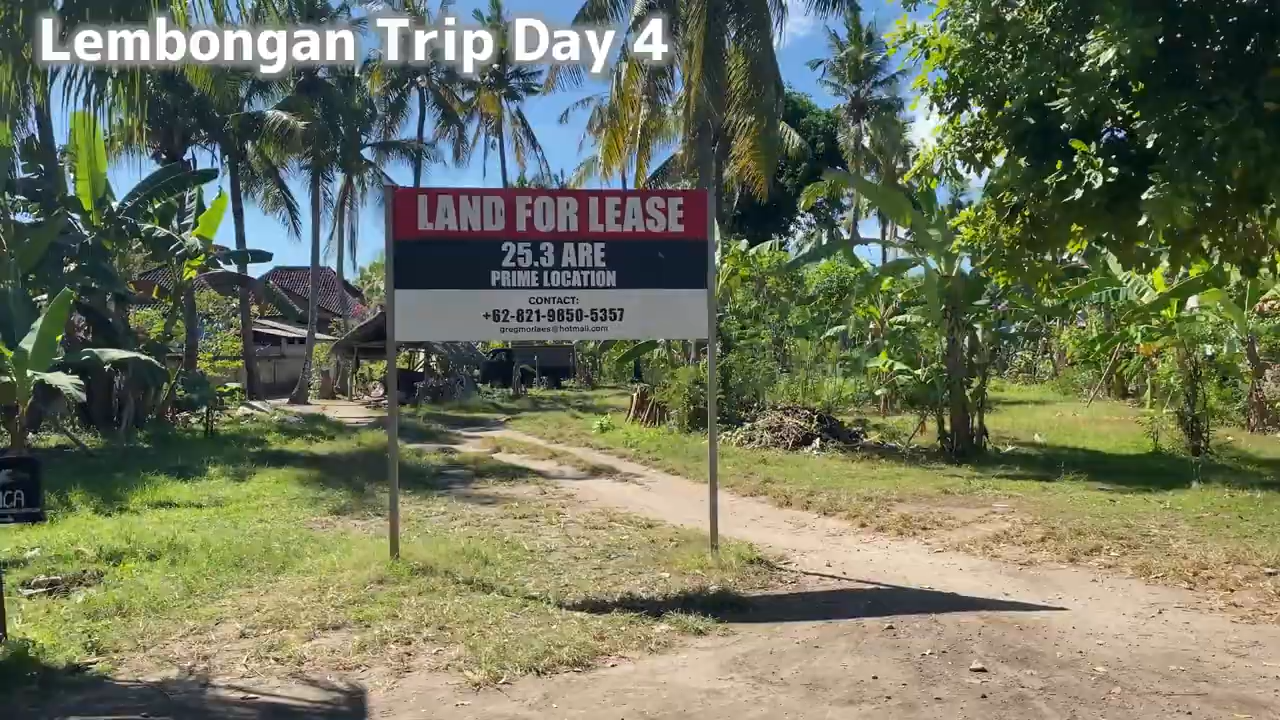 Lembongan Trip Day 4
LAND FOR LEASE
25.3 ARE
PRIME LOCATION
CONTACT:
+62-821-9850-5357
gregmorlaes@hotmail.com
ICA